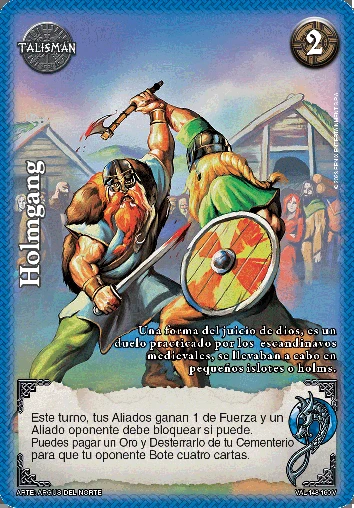 TALISMAN
2
Holmgang
Una forma del juicio de dios, es un
duelo practicado por los escandinavos
medievales, se llevaban a cabo en
pequeños islotes o holms.
Este turno, tus Aliados ganan 1 de Fuerza y un
Aliado oponente debe bloquear si puede.
Puedes pagar un Oro y Desterrarlo de tu Cementerio
para que tu oponente Bote cuatro cartas.
ARTE: ARGUS DEL NORTE